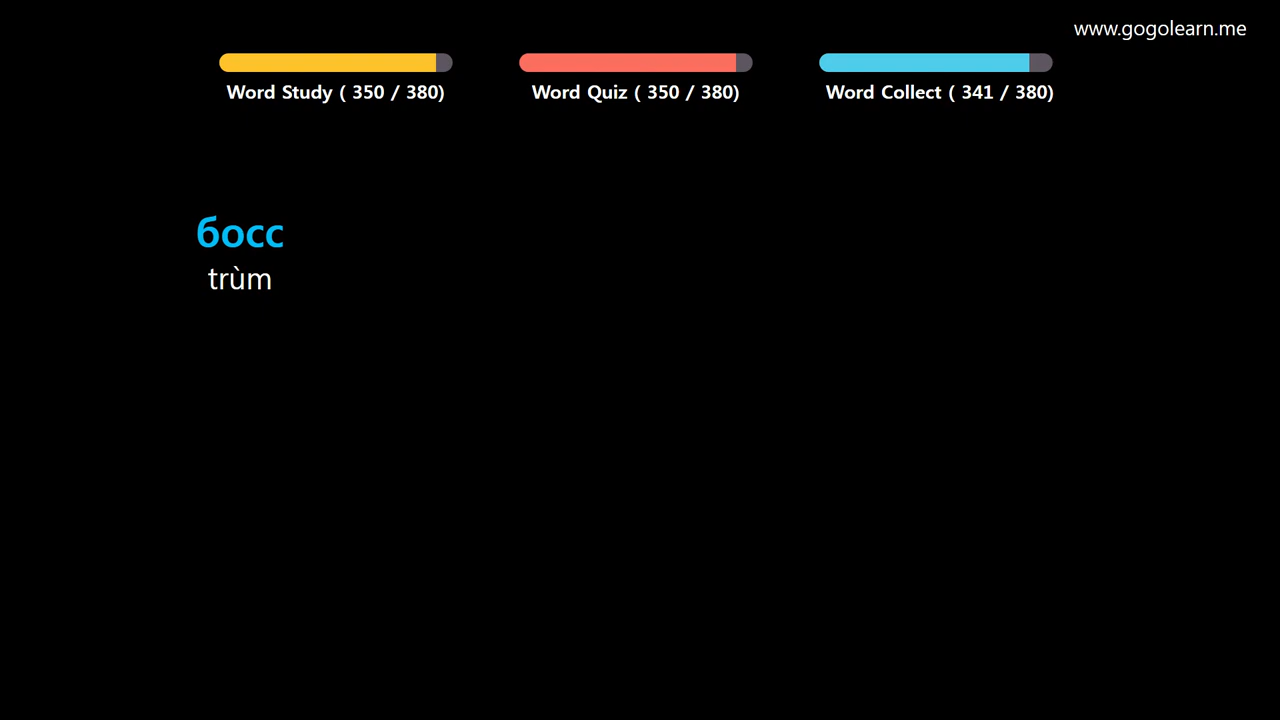 www.gogolearn.me
Word Study ( 350 / 380)
Word Quiz ( 350 / 380)
Word Collect ( 341 / 380)
босс
trùm